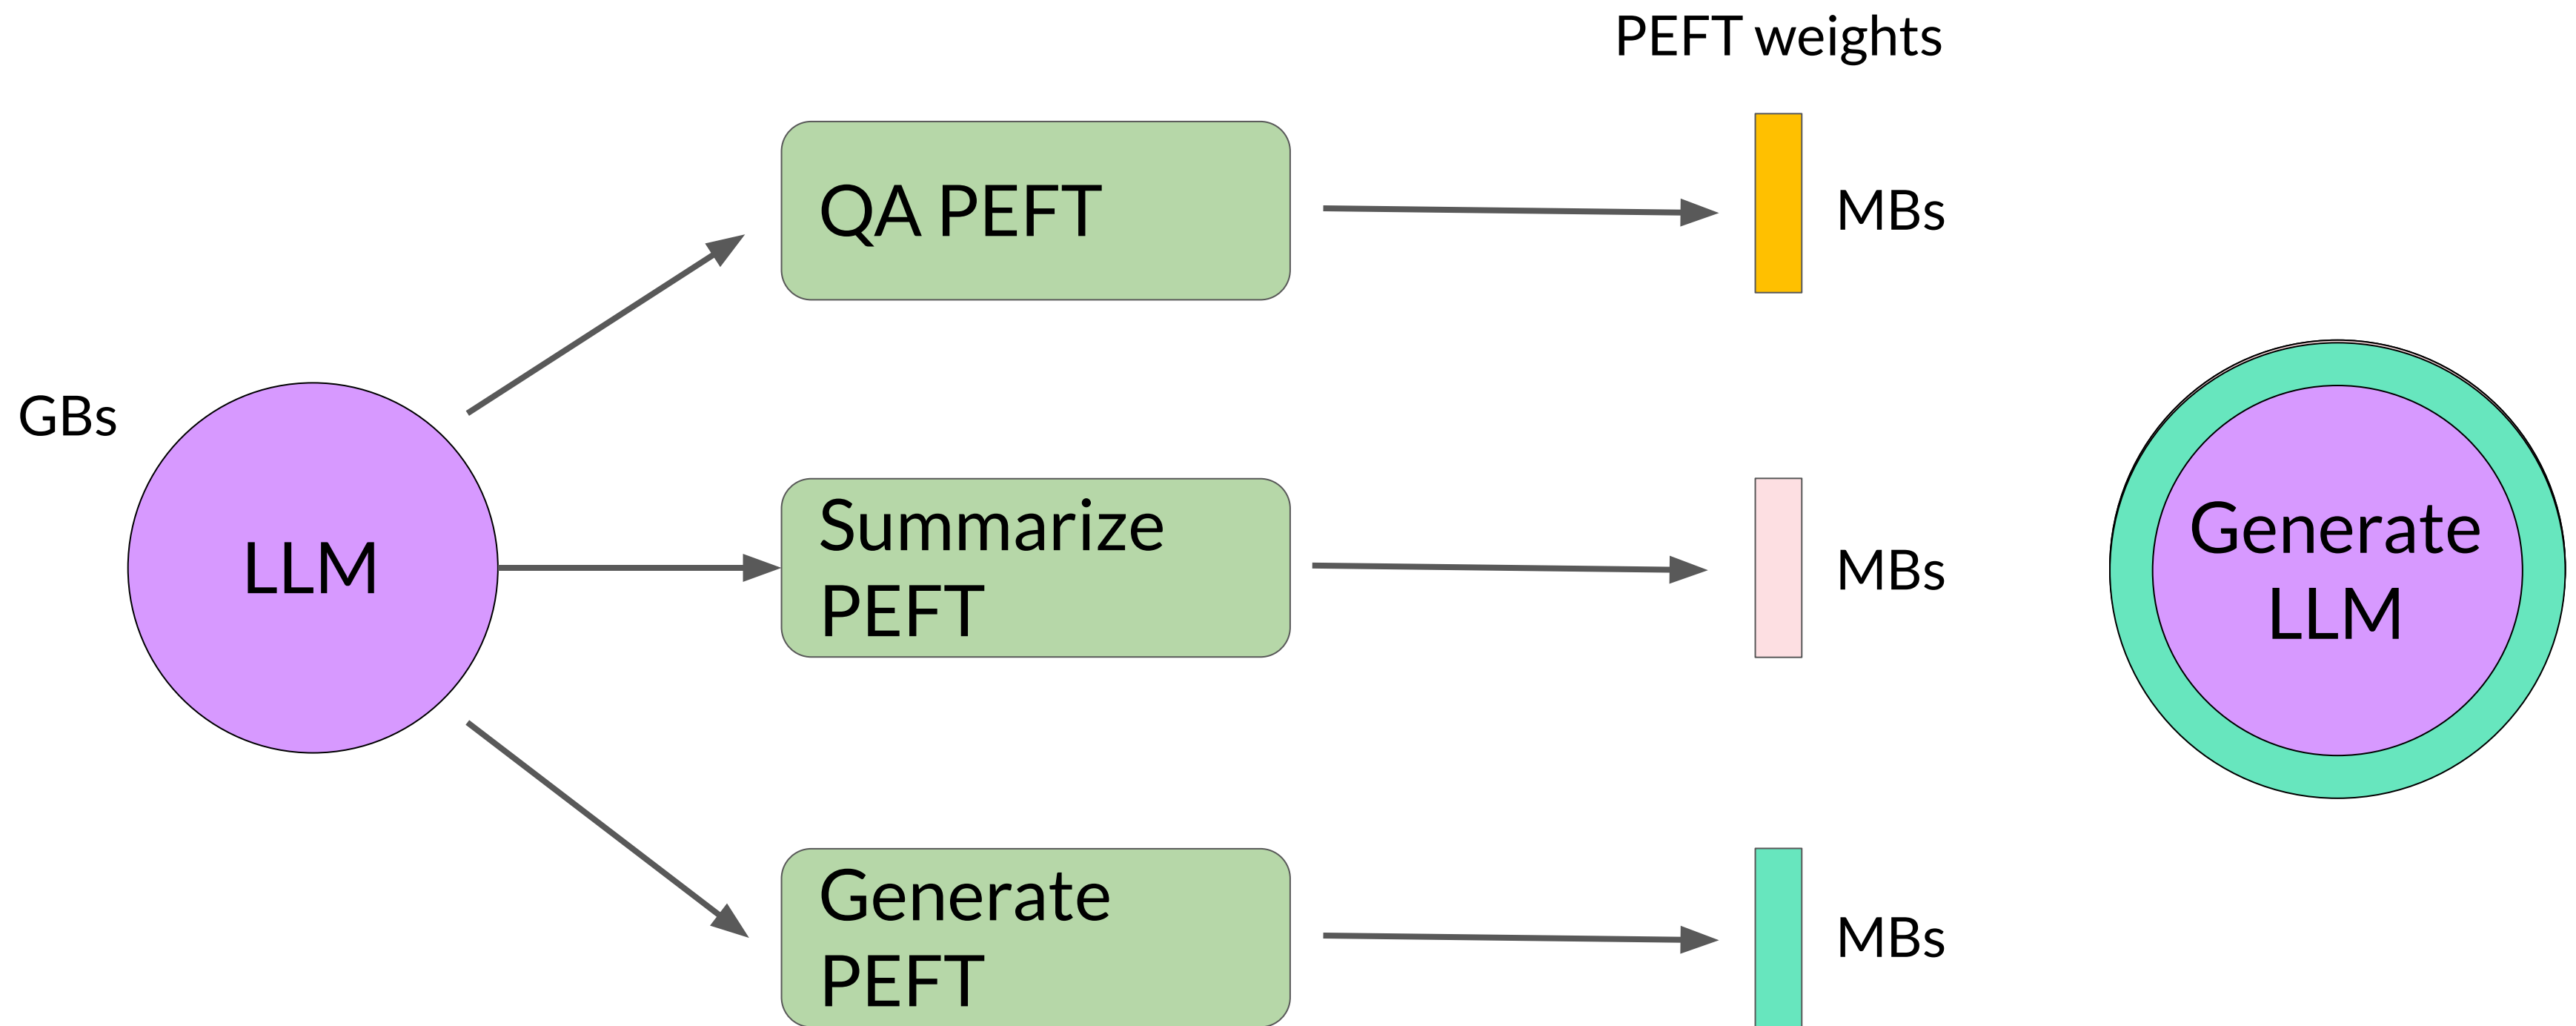 PEFT weights
QA PEFT
MBs
GBs
LLM
Summarize
PEFT
MBs
Generate
LLM
Generate
PEFT
MBs